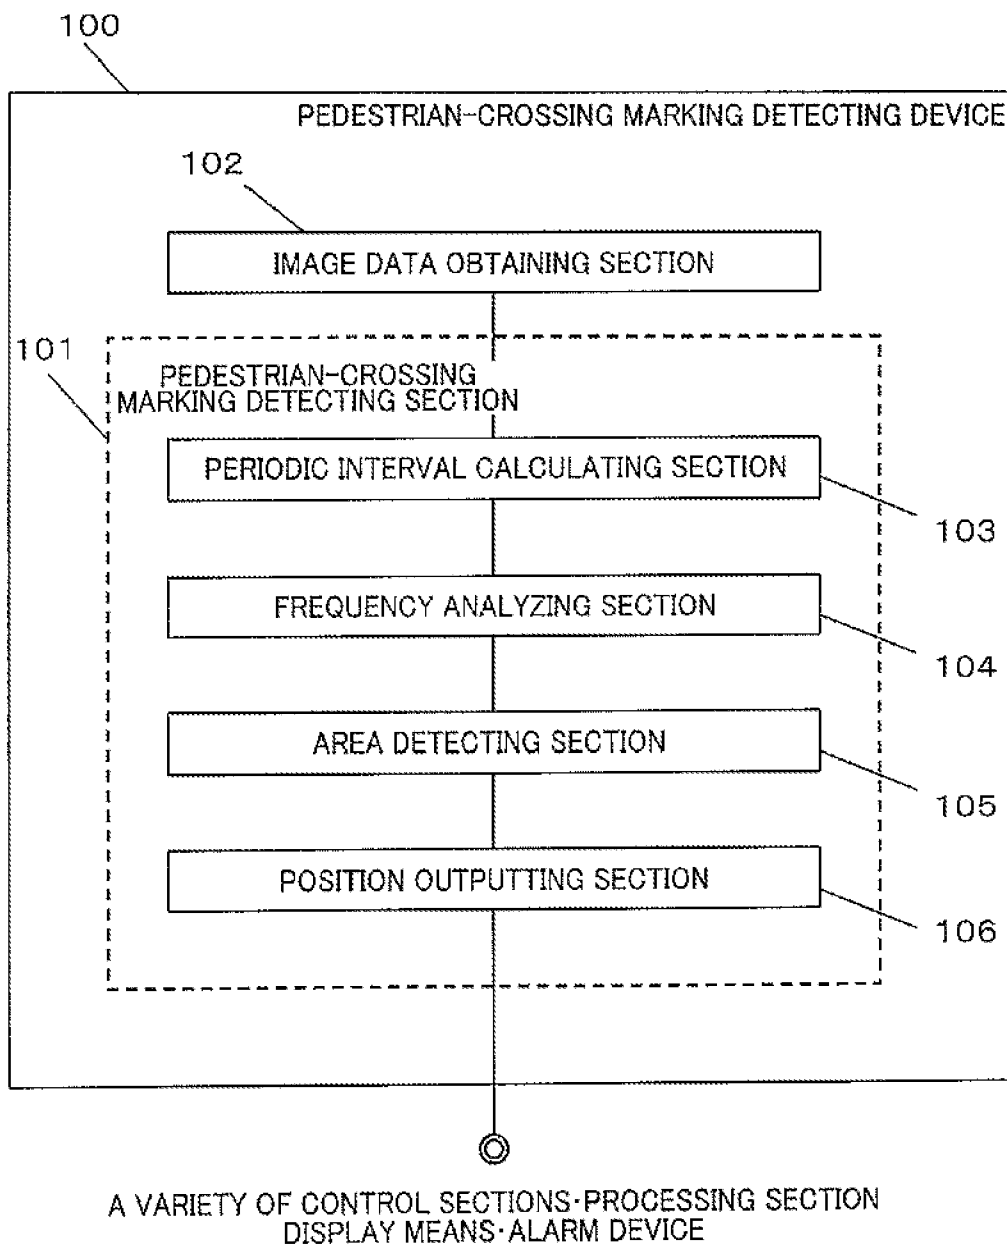 100
PEDESTRIAN-CROSSING MARKING DETECTING DEVICE
102
IMAGE DATA OBTAINING SECTION
101
PEDESTRIAN-CROSSING
MARKING DETECTING SECTION
PERIODIC INTERVAL CALCULATING SECTION
103
FREQUENCY ANALYZING SECTION
104
AREA DETECTING SECTION
105
POSITION OUTPUTTING SECTION
106
A VARIETY OF CONTROL SECTIONS·PROCESSING SECTION
DISPLAY MEANS·ALARM DEVICE